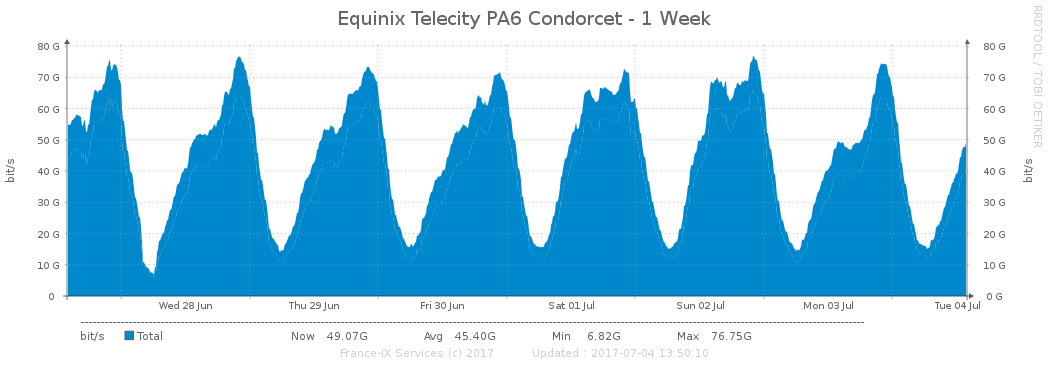 Equinix Telecity PA6 Condorcet - 1 Week
RRDTOOL / TOBI OETIKER
bit/s
bit/s
80 G 80 G
70 G 70 G
60 G 60 G
50 G 50 G
40 G 40 G
30 G 30 G
20 G 20 G
10 G 10 G
0 0 G
Wed 28 Jun Thu 29 Jun Fri 30 Jun Sat 01 Jul Sun 02 Jul Mon 03 Jul Tue 04 Jul
bit/s Total Now 49.07G Avg 45.40G Min 6.82G Max 76.75G
France-IX Services (c) 2017 Updated : 2017-07-04 13:50:10